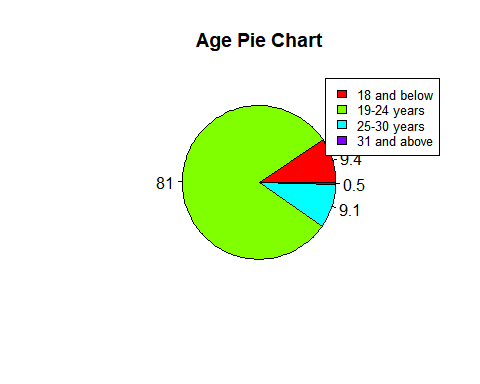 Age Pie Chart
18 and below
19-24 years
25-30 years
31 and above
9.4
81
0.5
9.1